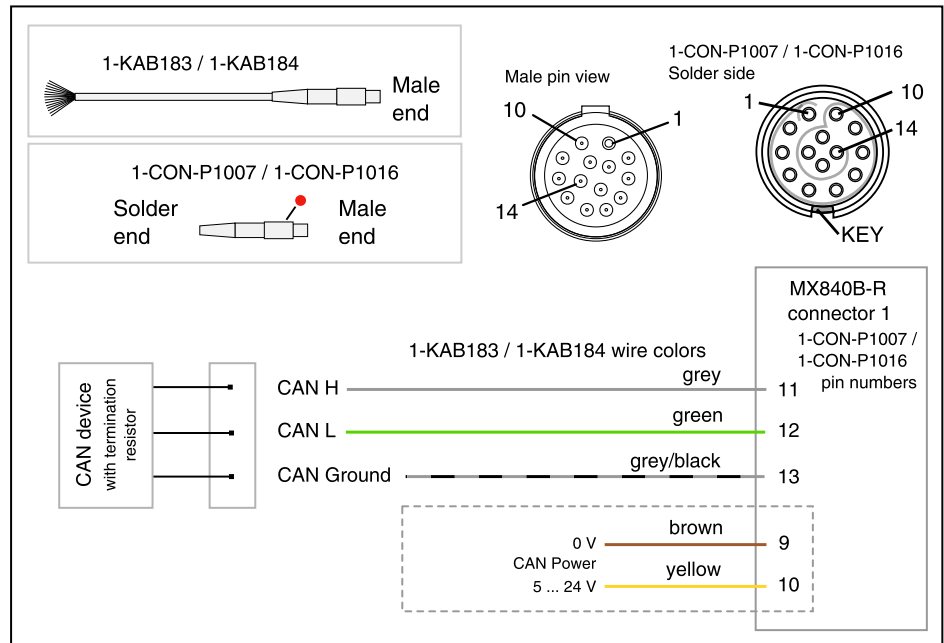 1-KAB183 / 1-KAB184
Male
end
1-CON-P1007 / 1-CON-P1016
Solder
end
Male
end
Male pin view
10
1
14
1-CON-P1007 / 1-CON-P1016
Solder side
1
10
14
KEY
MX840B-R
connector 1
1-CON-P1007 /
1-CON-P1016
pin numbers
1-KAB183 / 1-KAB184 wire colors
CAN device
with termination
resistor
CAN H
grey
11
CAN L
green
12
CAN Ground
grey/black
13
0 V
brown
9
CAN Power
5 ... 24 V
yellow
10